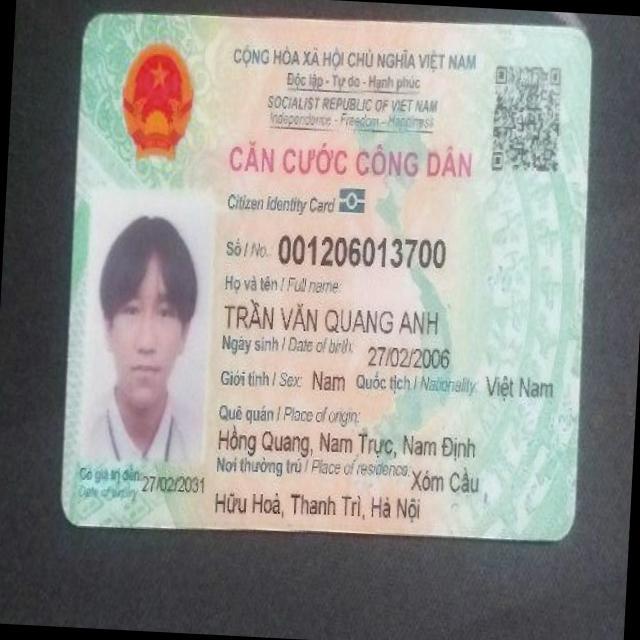 CỘNG HÒA XÃ HỘI CHỦ NGHĨA VIỆT NAM
Độc lập - Tự do - Hạnh phúc
SOCIALIST REPUBLIC OF VIET NAM
Independence - Freedom - Happiness
CĂN CƯỚC CÔNG DÂN
Citizen Identity Card
Số / No. 001206013700
Họ và tên / Full name:
TRẦN VĂN QUANG ANH
Ngày sinh / Date of birth: 27/02/2006
Giới tính / Sex: Nam Quốc tịch / Nationality: Việt Nam
Quê quán / Place of origin:
Hồng Quang, Nam Trực, Nam Định
Nơi thường trú / Place of residence: Xóm Cầu
Hữu Hoà, Thanh Trì, Hà Nội
Có giá trị đến: 27/02/2031
Date of expiry